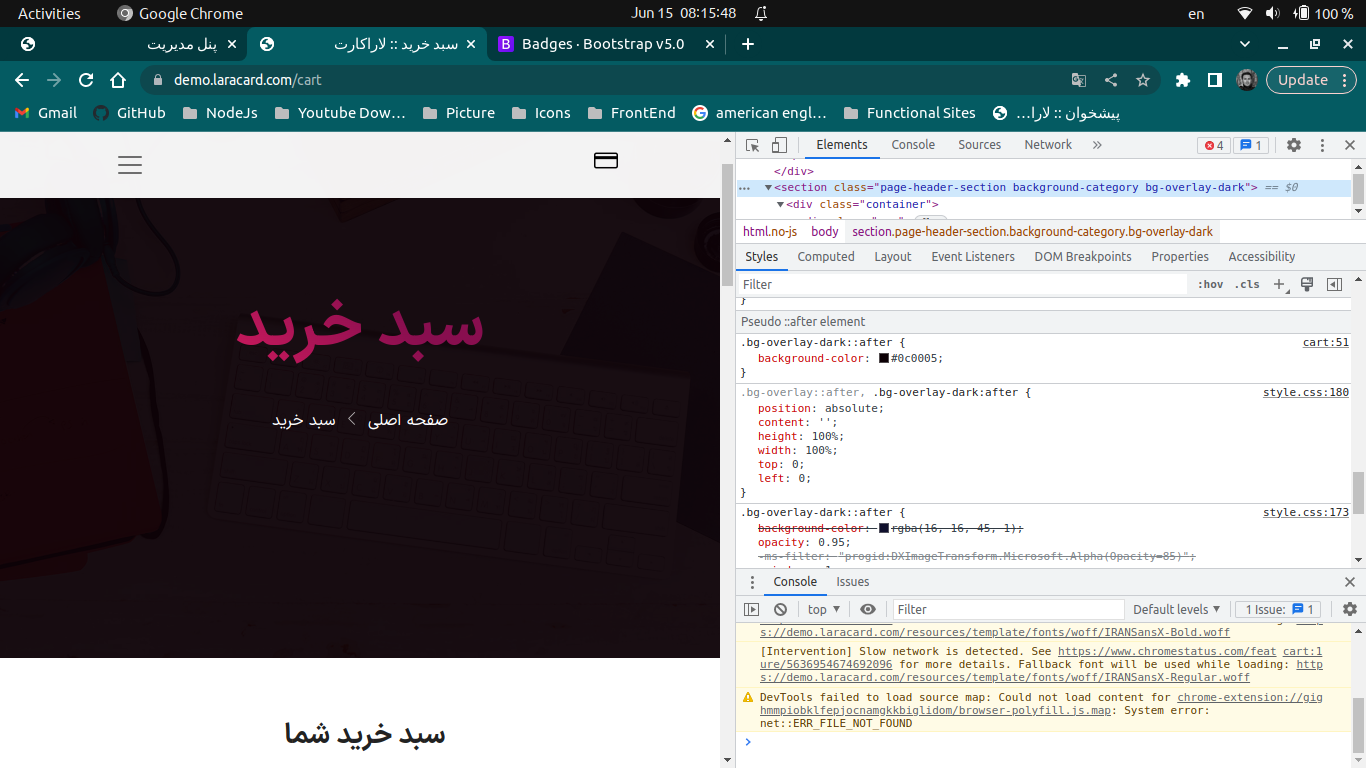 Activities Google Chrome Jun 15 08:15:48 en 100 %
پنل مدیریت سبد خرید :: لاراکارت Badges · Bootstrap v5.0
demo.laracard.com/cart Update
Gmail GitHub NodeJs Youtube Dow... Picture Icons FrontEnd american engl... Functional Sites پیشخوان :: لارا...
سبد خرید
صفحه اصلی سبد خرید
سبد خرید شما
Elements Console Sources Network 4 1
</div>
<section class="page-header-section background-category bg-overlay-dark"> == $0
<div class="container">
html.no-js body section.page-header-section.background-category.bg-overlay-dark
Styles Computed Layout Event Listeners DOM Breakpoints Properties Accessibility
Filter :hov .cls
}
Pseudo ::after element
.bg-overlay-dark::after { cart:51
background-color: #0c0005;
}
.bg-overlay::after, .bg-overlay-dark:after { style.css:180
position: absolute;
content: '';
height: 100%;
width: 100%;
top: 0;
left: 0;
}
.bg-overlay-dark::after { style.css:173
background-color: rgba(16, 16, 45, 1);
opacity: 0.95;
-ms-filter: "progid:DXImageTransform.Microsoft.Alpha(Opacity=85)";
Console Issues
top Filter Default levels 1 Issue: 1
s://demo.laracard.com/resources/template/fonts/woff/IRANSansX-Bold.woff
[Intervention] Slow network is detected. See https://www.chromestatus.com/feat cart:1
ure/5636954674692096 for more details. Fallback font will be used while loading: http
s://demo.laracard.com/resources/template/fonts/woff/IRANSansX-Regular.woff
DevTools failed to load source map: Could not load content for chrome-extension://gig
hmmpiobklfepjocnamgkkbiglidom/browser-polyfill.js.map: System error:
net::ERR_FILE_NOT_FOUND